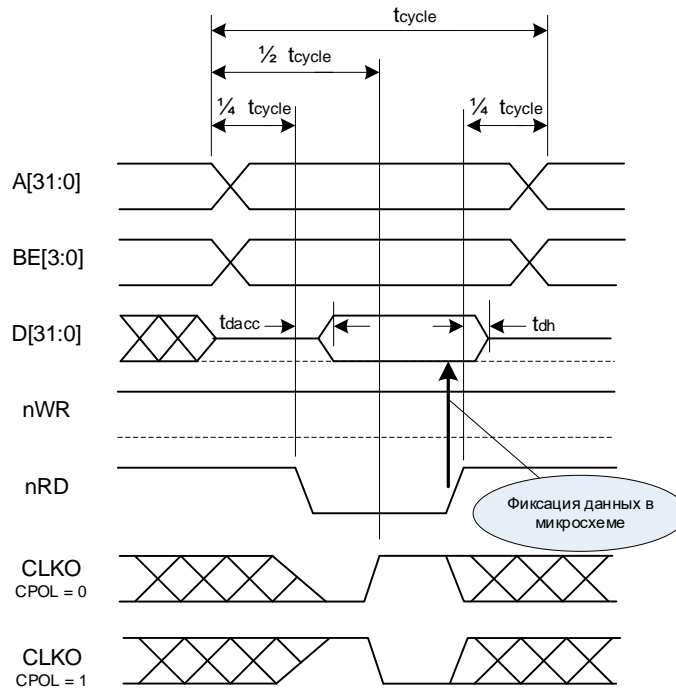 tcycle
½ tcycle
¼ tcycle
¼ tcycle
A[31:0]
BE[3:0]
D[31:0]
tdacc
tdh
nWR
nRD
Фиксация данных в
микросхеме
CLKO
CPOL = 0
CLKO
CPOL = 1